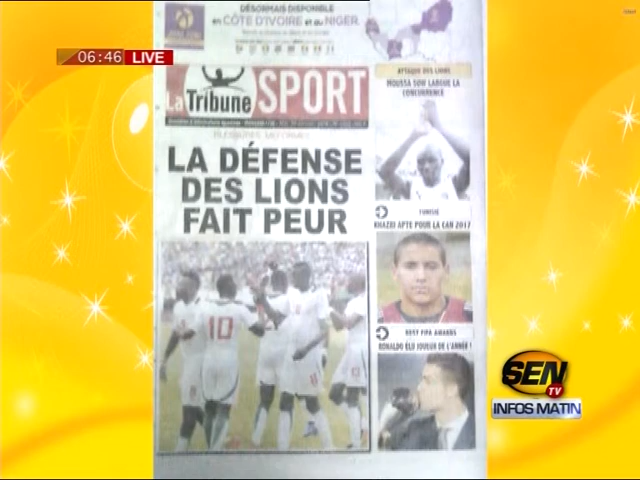 06:46 LIVE
DÉSORMAIS DISPONIBLE
EN CÔTE D'IVOIRE ET AU NIGER.
La Tribune SPORT
LA DÉFENSE
DES LIONS
FAIT PEUR
10
ATTAQUE DES LIONS
MOUSSA SOW LARGUE LA
CONCURRENCE
TUNISIE
KHAZRI APTE POUR LA CAN 2017
BEST FIFA AWARDS
RONALDO ÉLU JOUEUR DE L'ANNÉE !
SEN
TV
INFOS MATIN